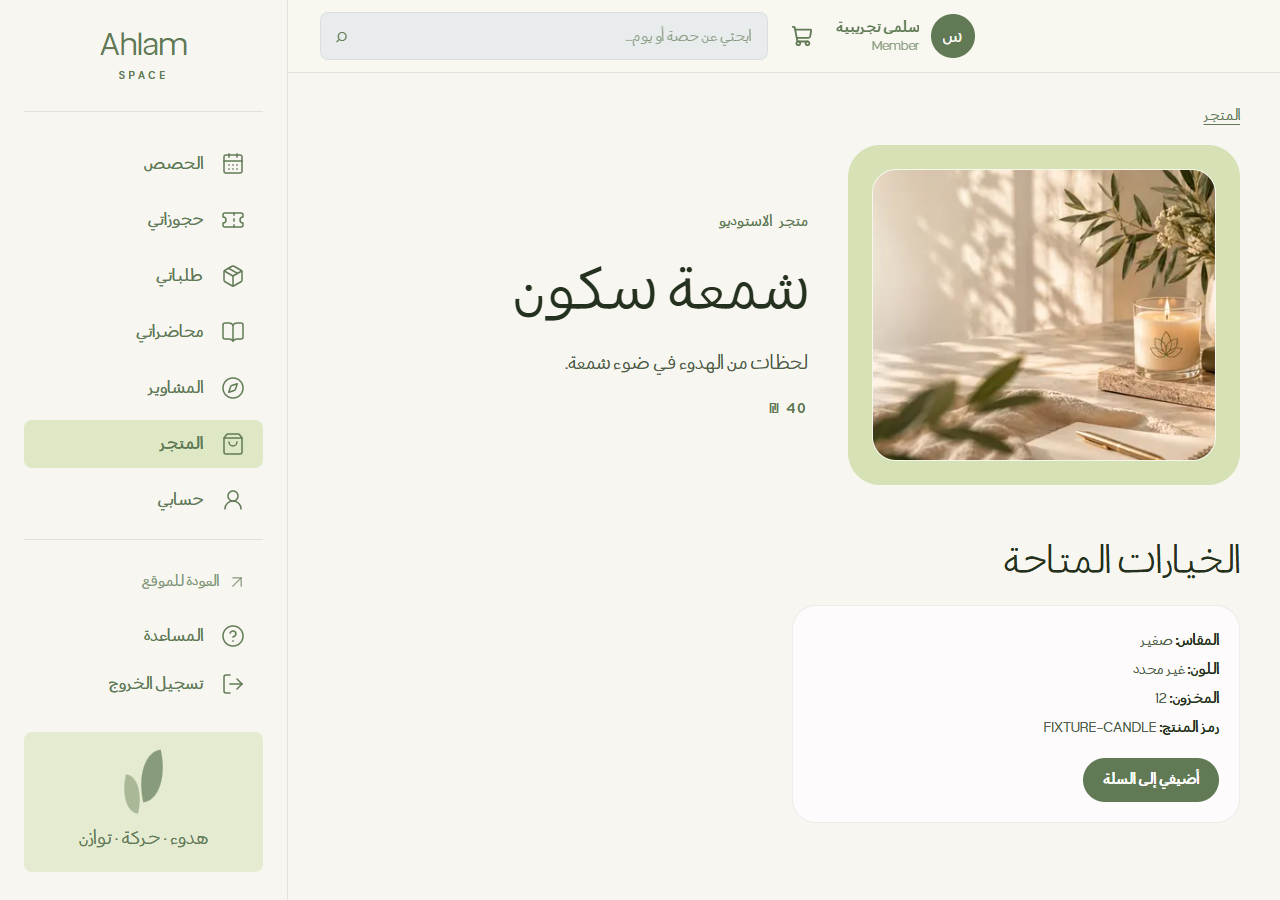 Ahlam
SPACE
الحصص
حجوزاتي
طلباتي
محاضراتي
المشاوير
المتجر
حسابي
العودة للموقع
المساعدة
تسجيل الخروج
هدوء · حركة · توازن
ابحثي عن حصة أو يوم...
سلمى تجريبية
Member
س
المتجر
متجر الاستوديو
شمعة سكون
لحظات من الهدوء في ضوء شمعة.
40 ₪
الخيارات المتاحة
المقاس: صغير
اللون: غير محدد
المخزون: 12
رمز المنتج: FIXTURE-CANDLE
أضيفي إلى السلة